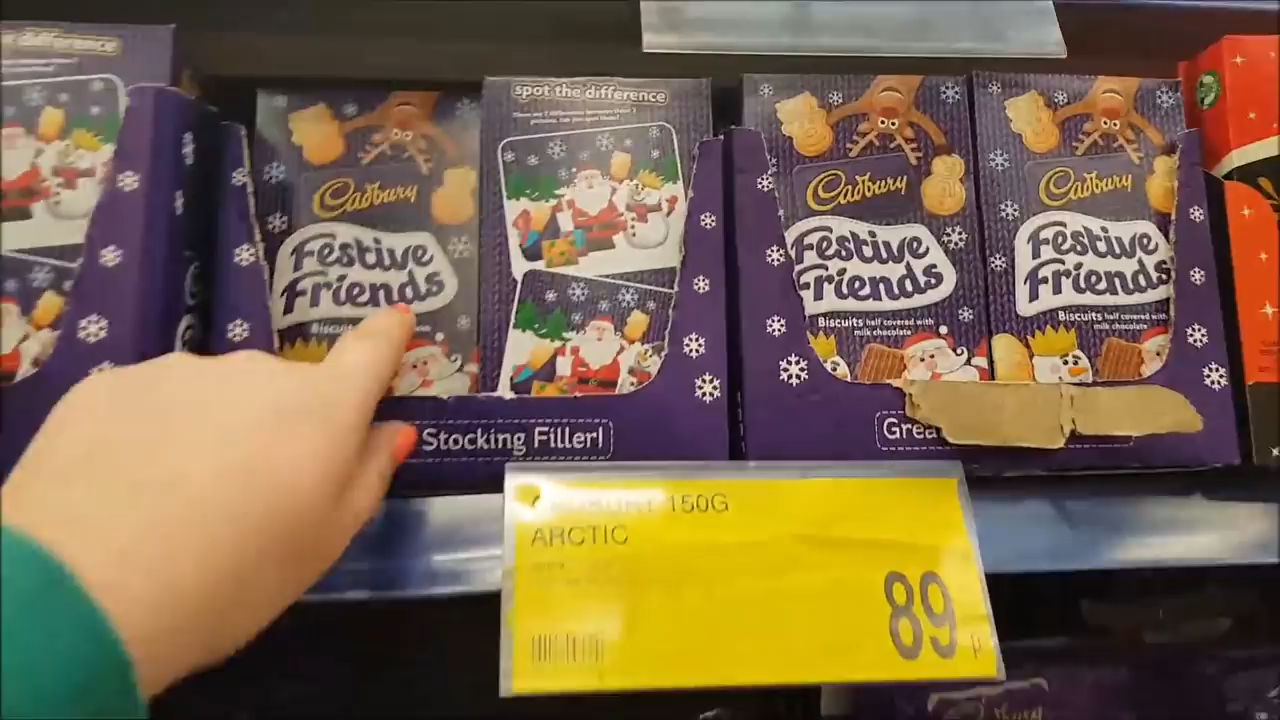 difference
Cadbury
Festive
Friends
Biscuits
spot the difference
Stocking Filler!
Cadbury
Festive
Friends
Biscuits half covered with
milk chocolate
Cadbury
Festive
Friends
Biscuits half covered with
milk chocolate
150G
ARCTIC
89
p